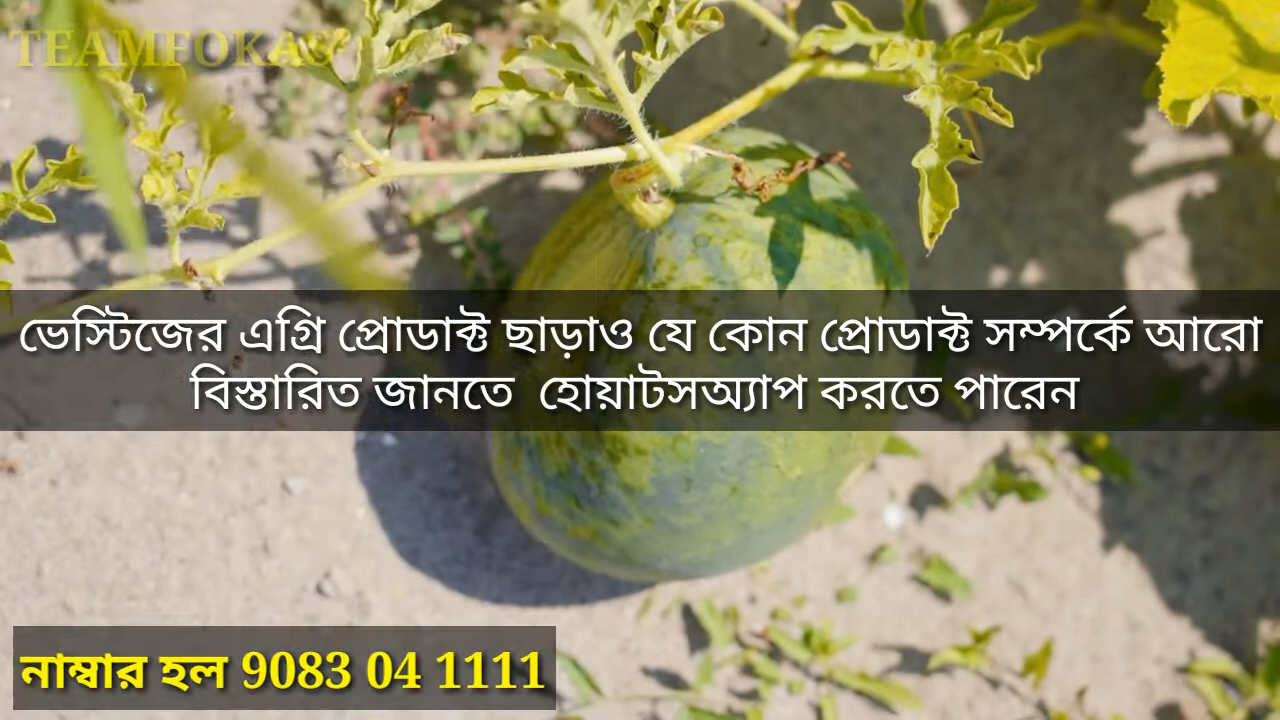 TEAMFOKAS
ভেস্টিজের এগ্রি প্রোডাক্ট ছাড়াও যে কোন প্রোডাক্ট সম্পর্কে আরো
বিস্তারিত জানতে হোয়াটসঅ্যাপ করতে পারেন
নাম্বার হল 9083 04 1111